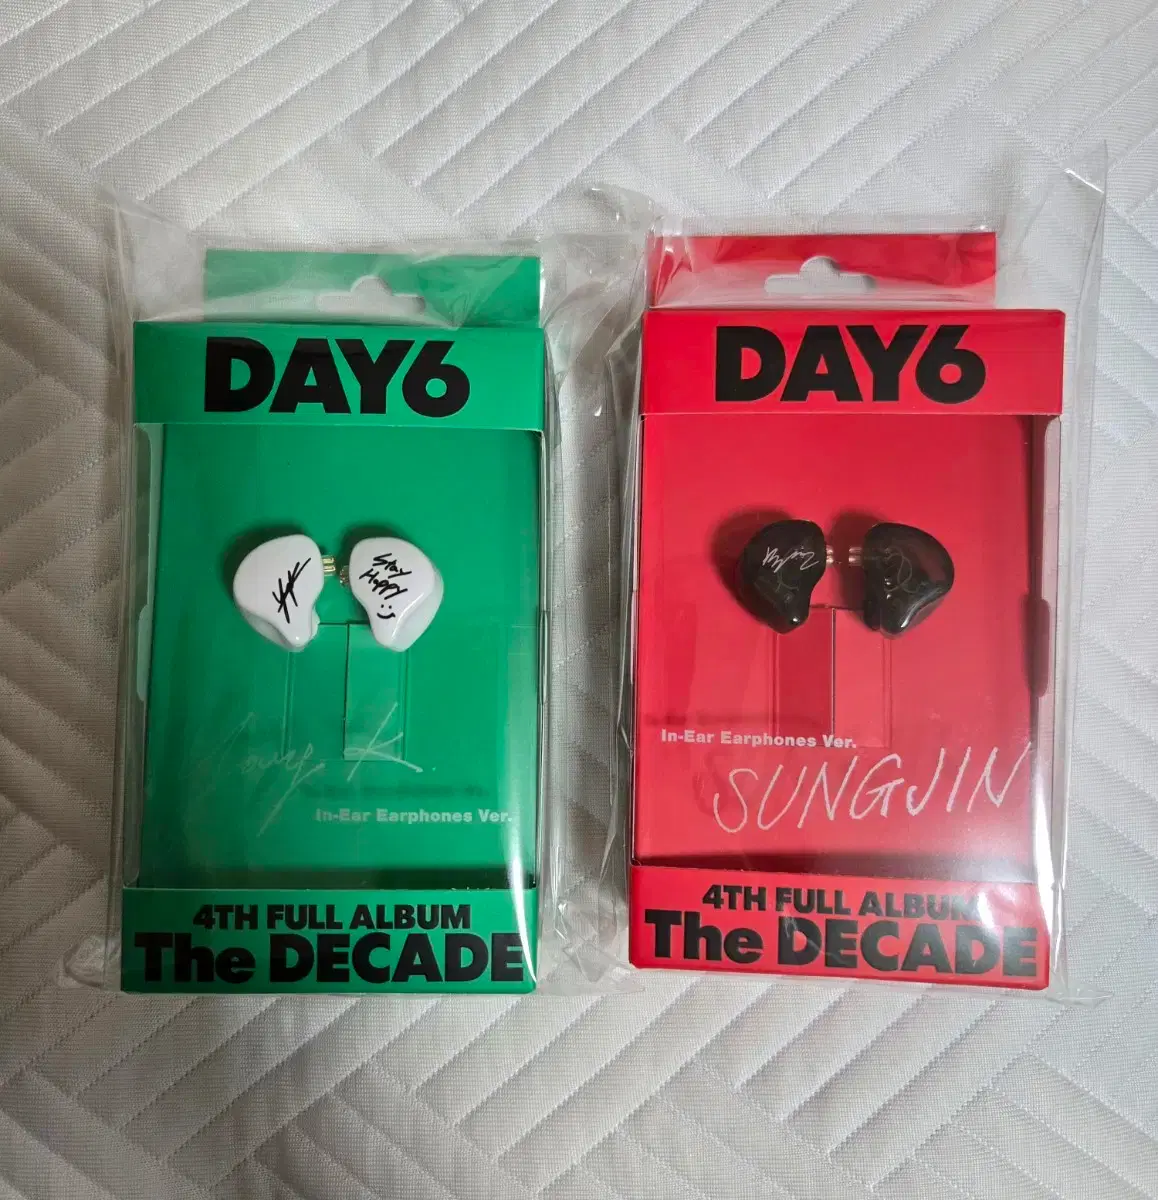 DAY6
Stay
Happy
:)
Young K
In-Ear Earphones Ver.
4TH FULL ALBUM
The DECADE
DAY6
In-Ear Earphones Ver.
SUNGJIN
4TH FULL ALBUM
The DECADE